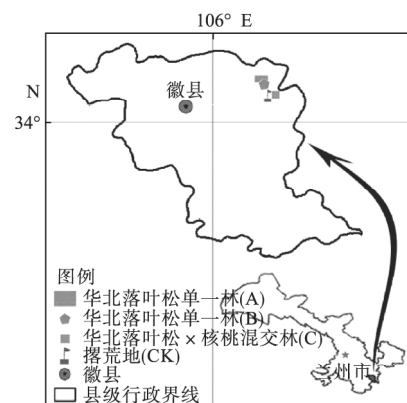 106° E
N
34°
徽县
图例
华北落叶松单一林(A)
华北落叶松单一林(B)
华北落叶松×核桃混交林(C)
撂荒地(CK)
徽县
县级行政界线
兰州市